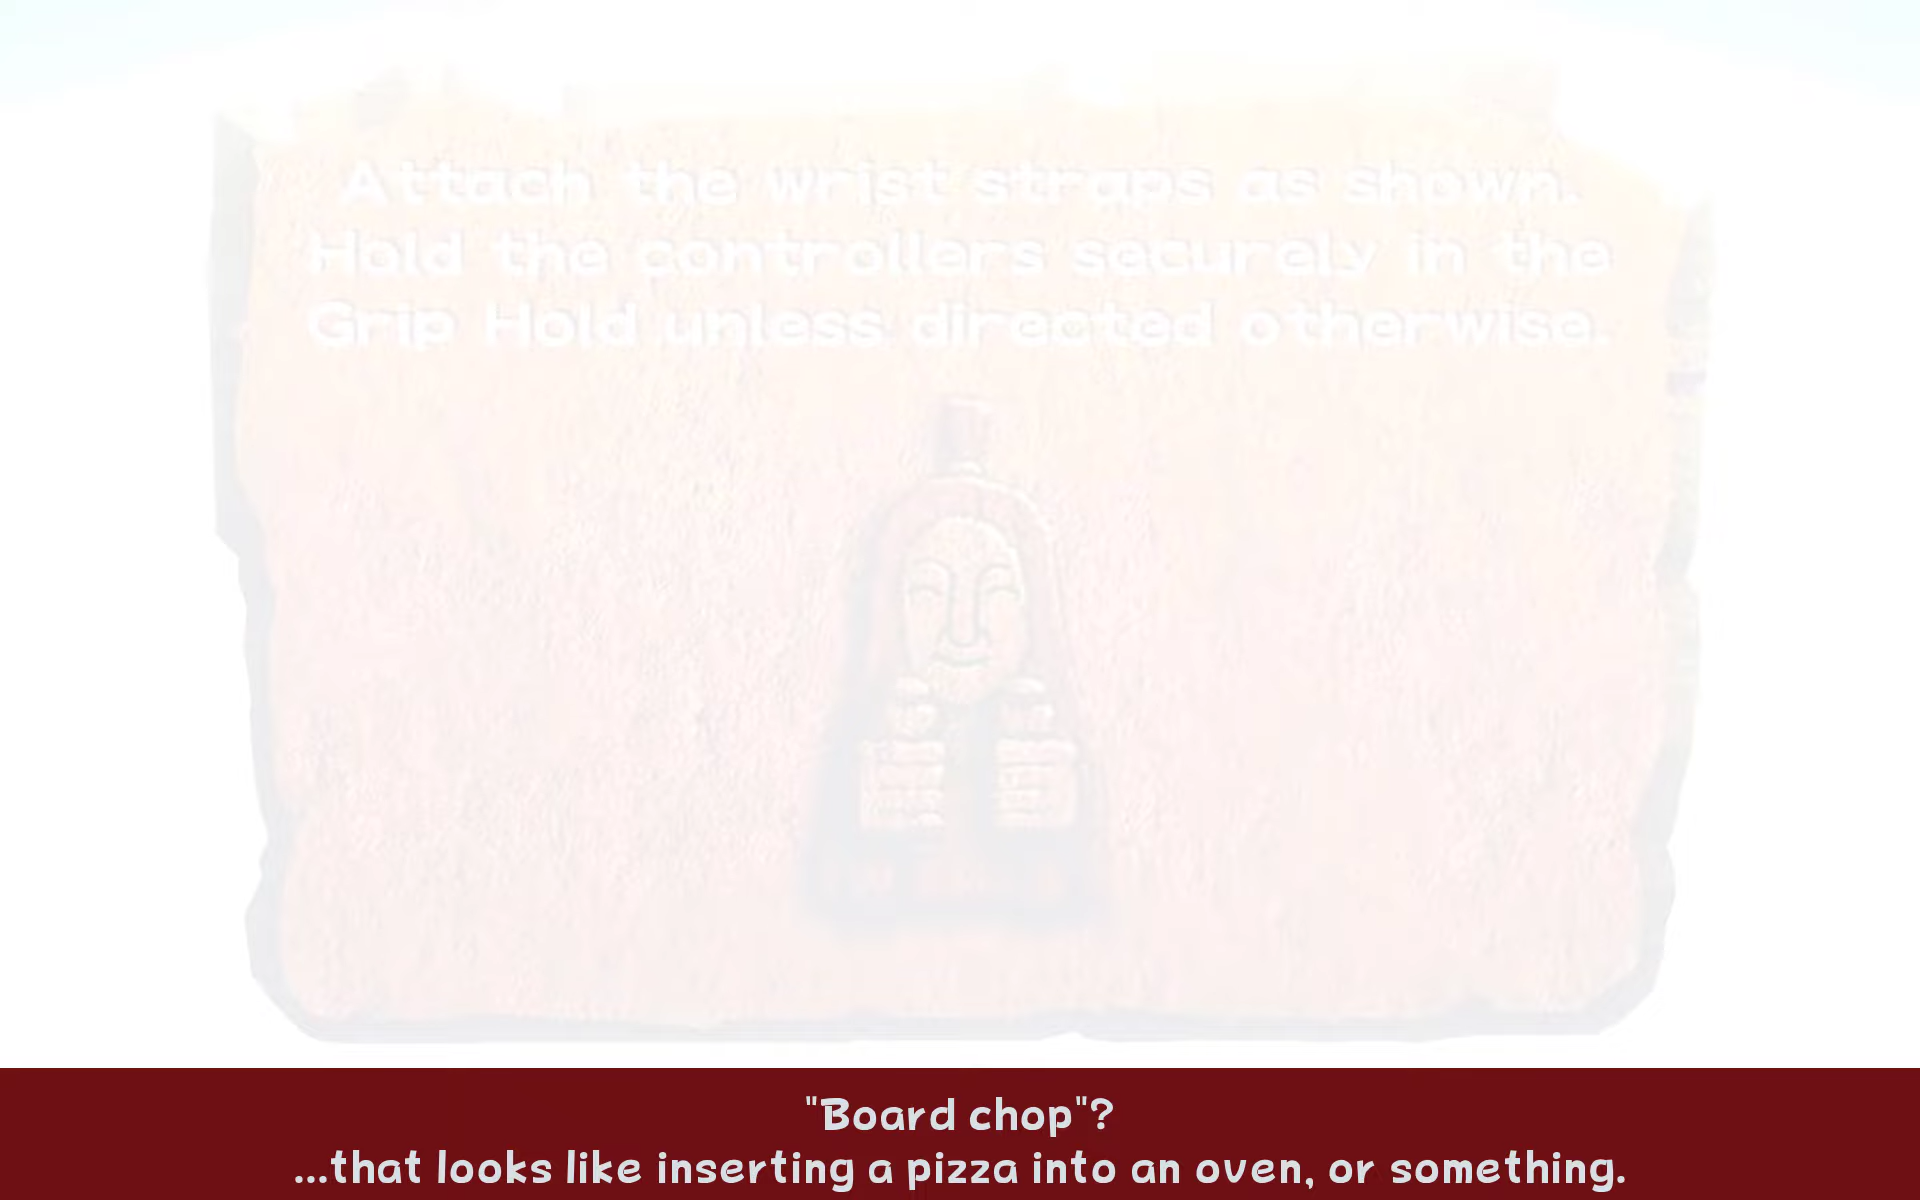 Attach the wrist straps as shown.
Hold the controllers securely in the
Grip Hold unless directed otherwise.
"Board chop"?
...that looks like inserting a pizza into an oven, or something.